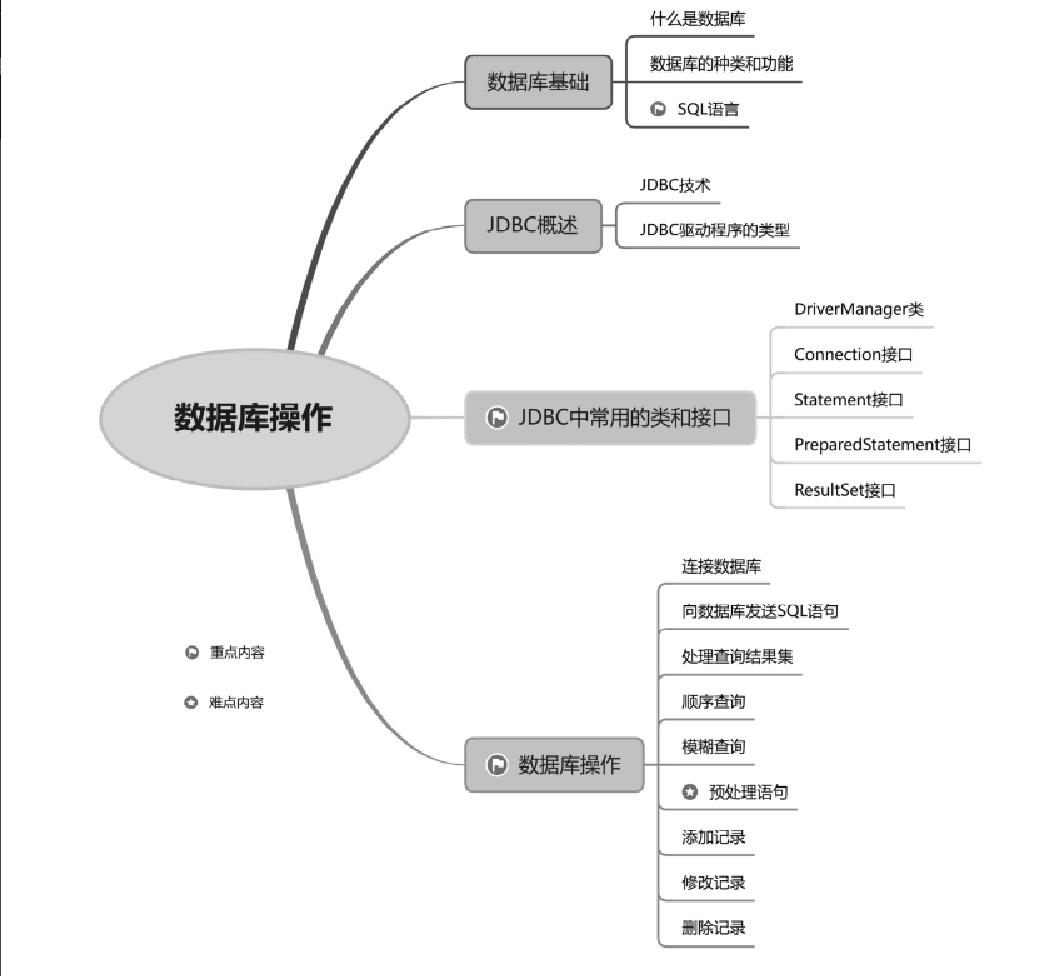 什么是数据库
数据库基础
数据库的种类和功能
SQL语言
JDBC技术
JDBC概述
JDBC驱动程序的类型
DriverManager类
Connection接口
数据库操作
JDBC中常用的类和接口
Statement接口
PreparedStatement接口
ResultSet接口
连接数据库
向数据库发送SQL语句
重点内容
处理查询结果集
难点内容
顺序查询
模糊查询
数据库操作
预处理语句
添加记录
修改记录
删除记录